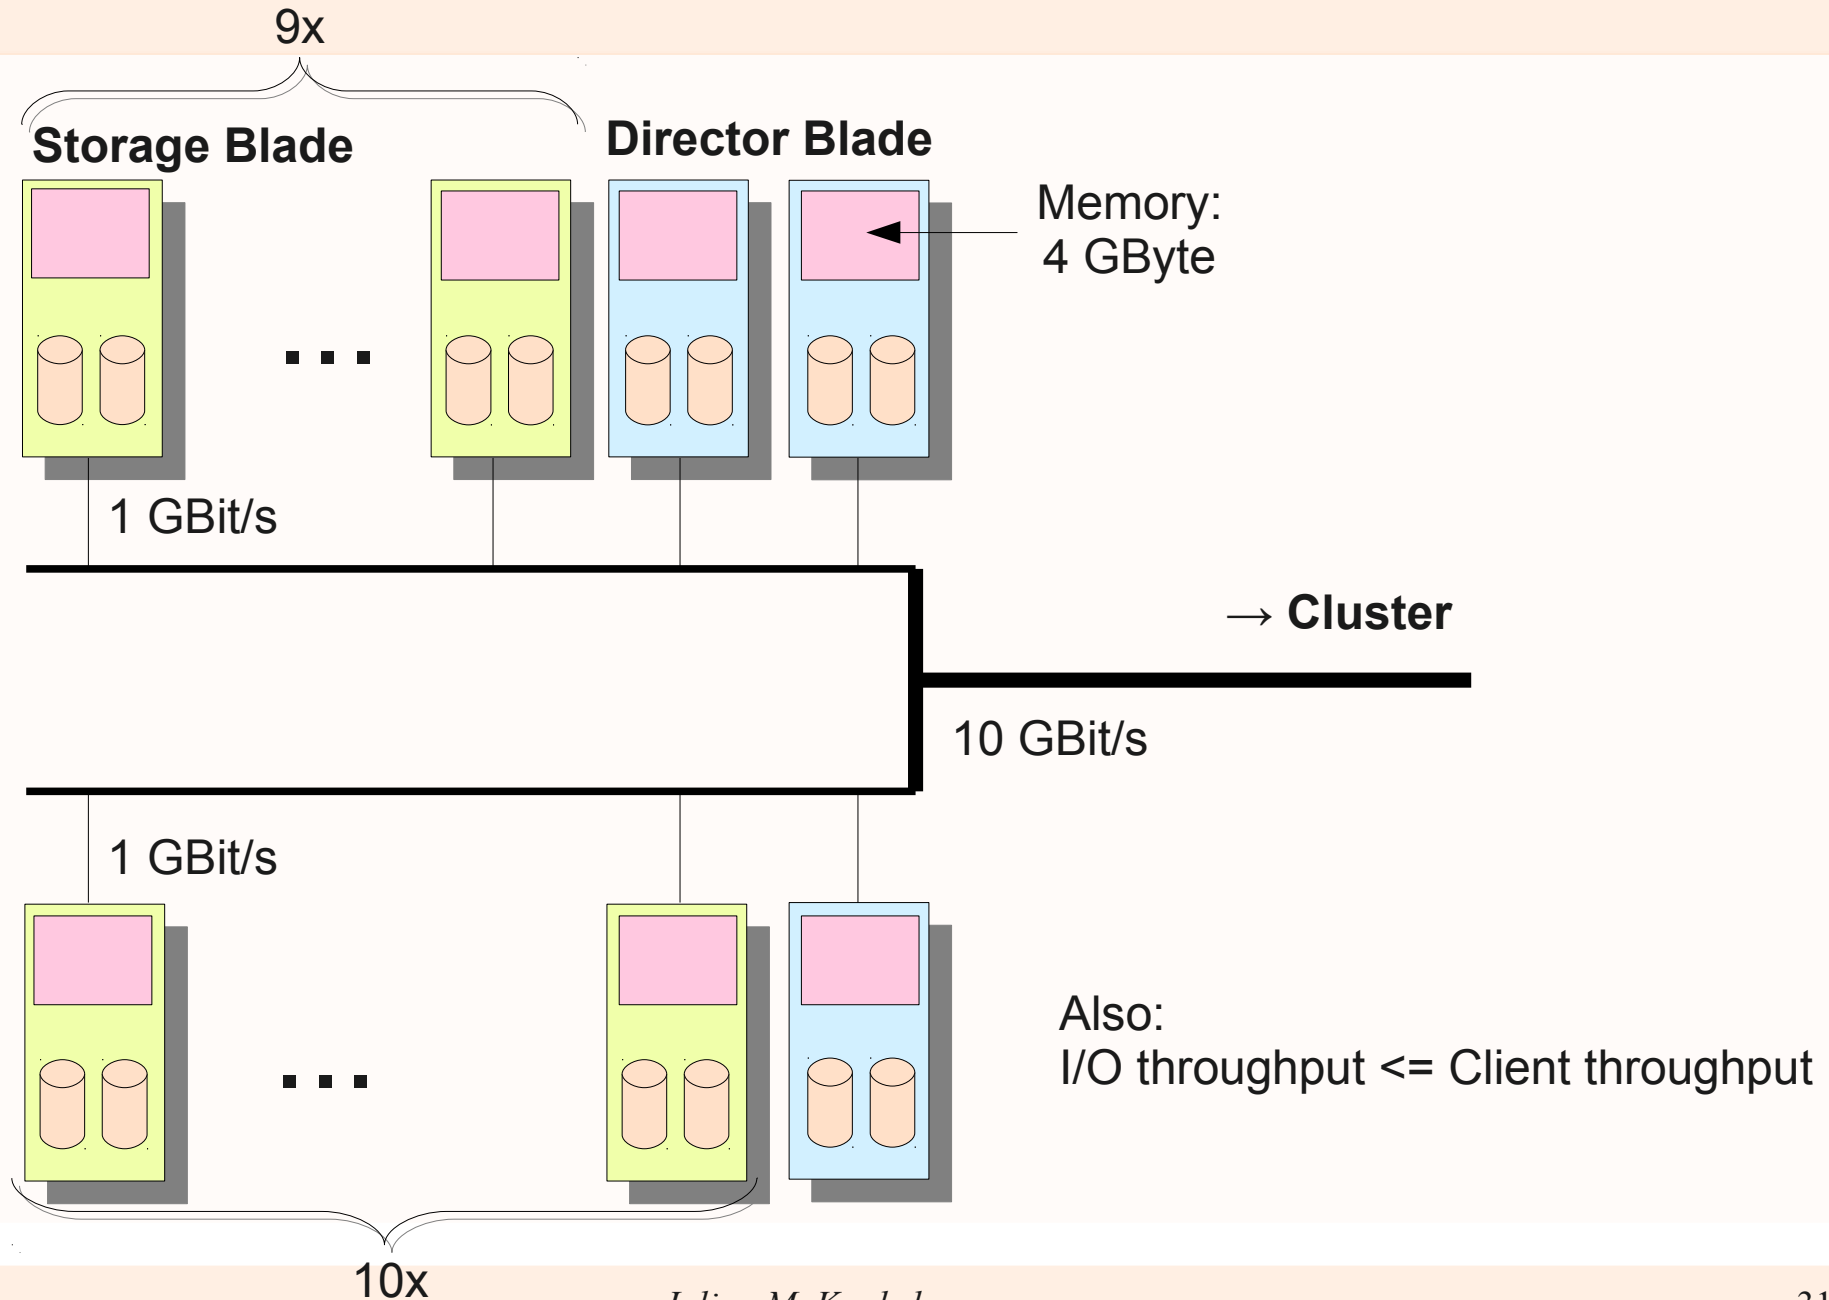 9x
Storage Blade
Director Blade
Memory:
4 GByte
1 GBit/s
→ Cluster
10 GBit/s
1 GBit/s
Also:
I/O throughput <= Client throughput
10x